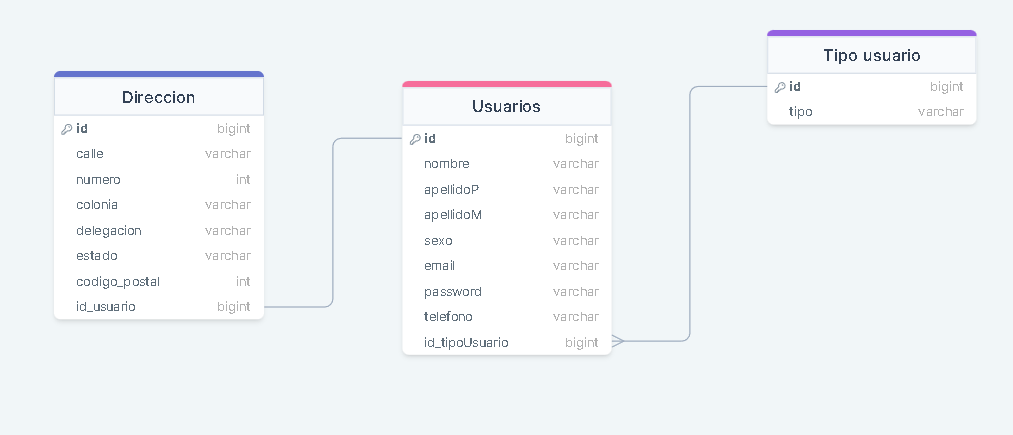 Direccion
id bigint
calle varchar
numero int
colonia varchar
delegacion varchar
estado varchar
codigo_postal int
id_usuario bigint
Usuarios
id bigint
nombre varchar
apellidoP varchar
apellidoM varchar
sexo varchar
email varchar
password varchar
telefono varchar
id_tipoUsuario bigint
Tipo usuario
id bigint
tipo varchar